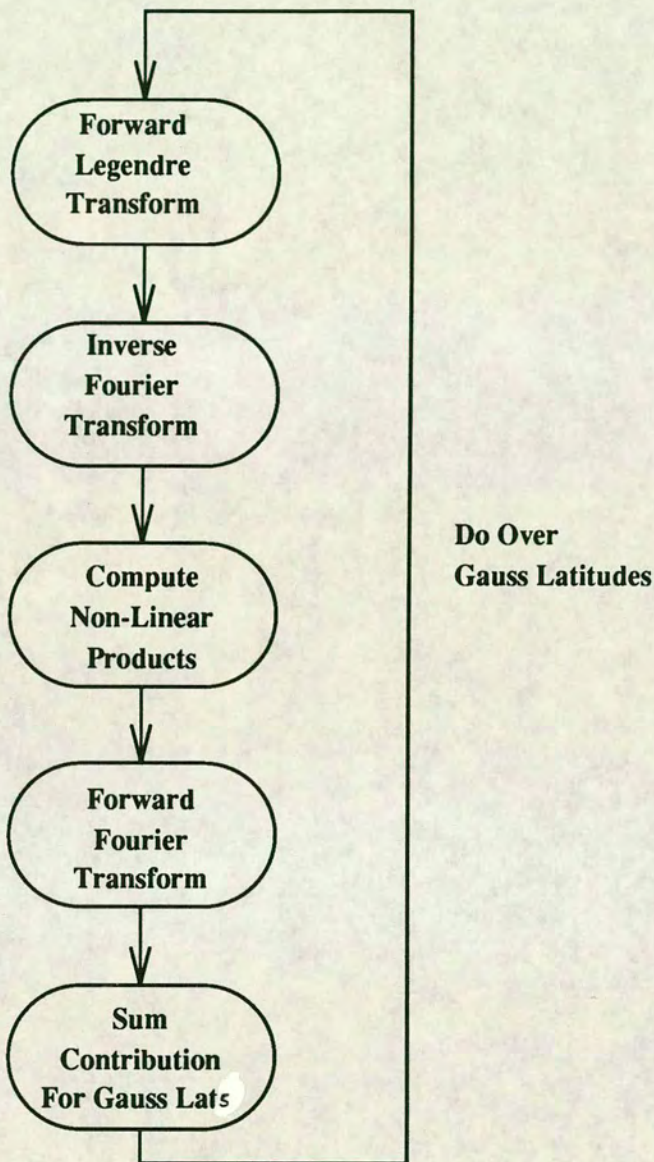 Forward
Legendre
Transform
Inverse
Fourier
Transform
Compute
Non-Linear
Products
Do Over
Gauss Latitudes
Forward
Fourier
Transform
Sum
Contribution
For Gauss Lats